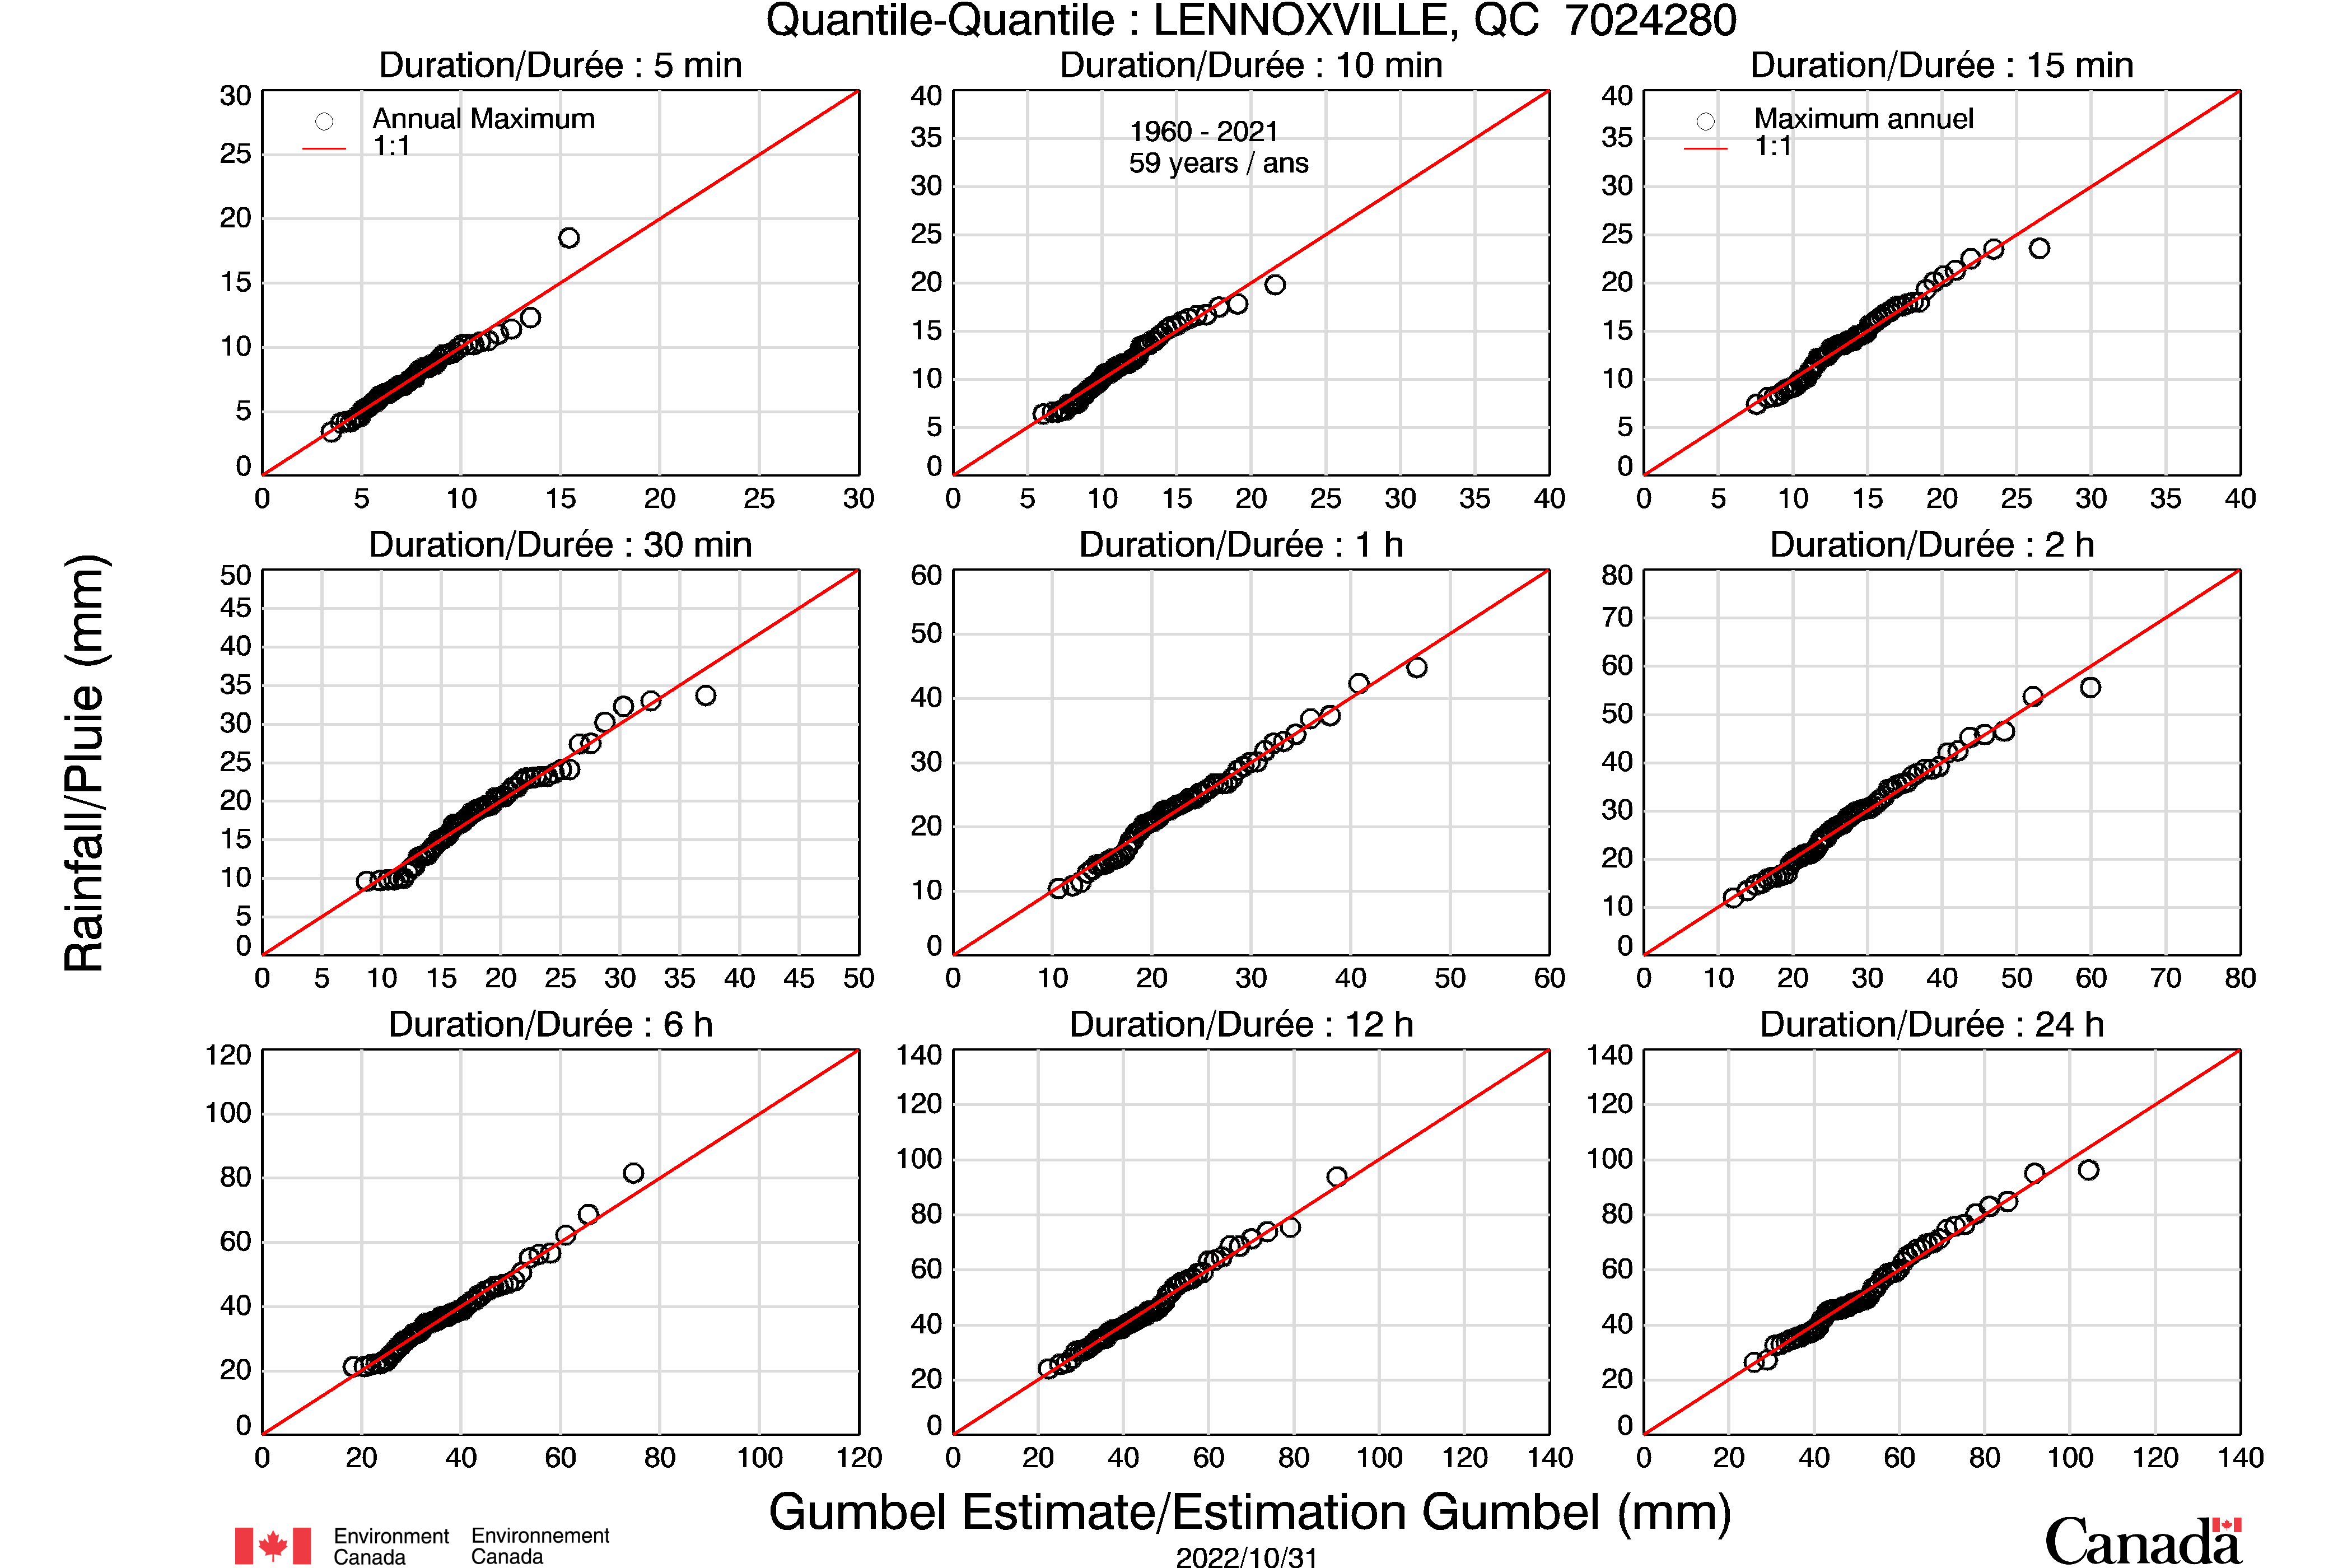 Quantile-Quantile : LENNOXVILLE, QC 7024280
Duration/Durée : 5 min
Duration/Durée : 10 min
Duration/Durée : 15 min
30
25
20
15
10
5
0
Annual Maximum
1:1
0 5 10 15 20 25 30
40
35
30
25
20
15
10
5
0
1960 - 2021
59 years / ans
0 5 10 15 20 25 30 35 40
40
35
30
25
20
15
10
5
0
Maximum annuel
1:1
0 5 10 15 20 25 30 35 40
Rainfall/Pluie (mm)
Duration/Durée : 30 min
Duration/Durée : 1 h
Duration/Durée : 2 h
50
45
40
35
30
25
20
15
10
5
0
0 5 10 15 20 25 30 35 40 45 50
60
50
40
30
20
10
0
0 10 20 30 40 50 60
80
70
60
50
40
30
20
10
0
0 10 20 30 40 50 60 70 80
Duration/Durée : 6 h
Duration/Durée : 12 h
Duration/Durée : 24 h
120
100
80
60
40
20
0
0 20 40 60 80 100 120
140
120
100
80
60
40
20
0
0 20 40 60 80 100 120 140
140
120
100
80
60
40
20
0
0 20 40 60 80 100 120 140
Gumbel Estimate/Estimation Gumbel (mm)
Environment Canada
Environnement Canada
2022/10/31
Canada